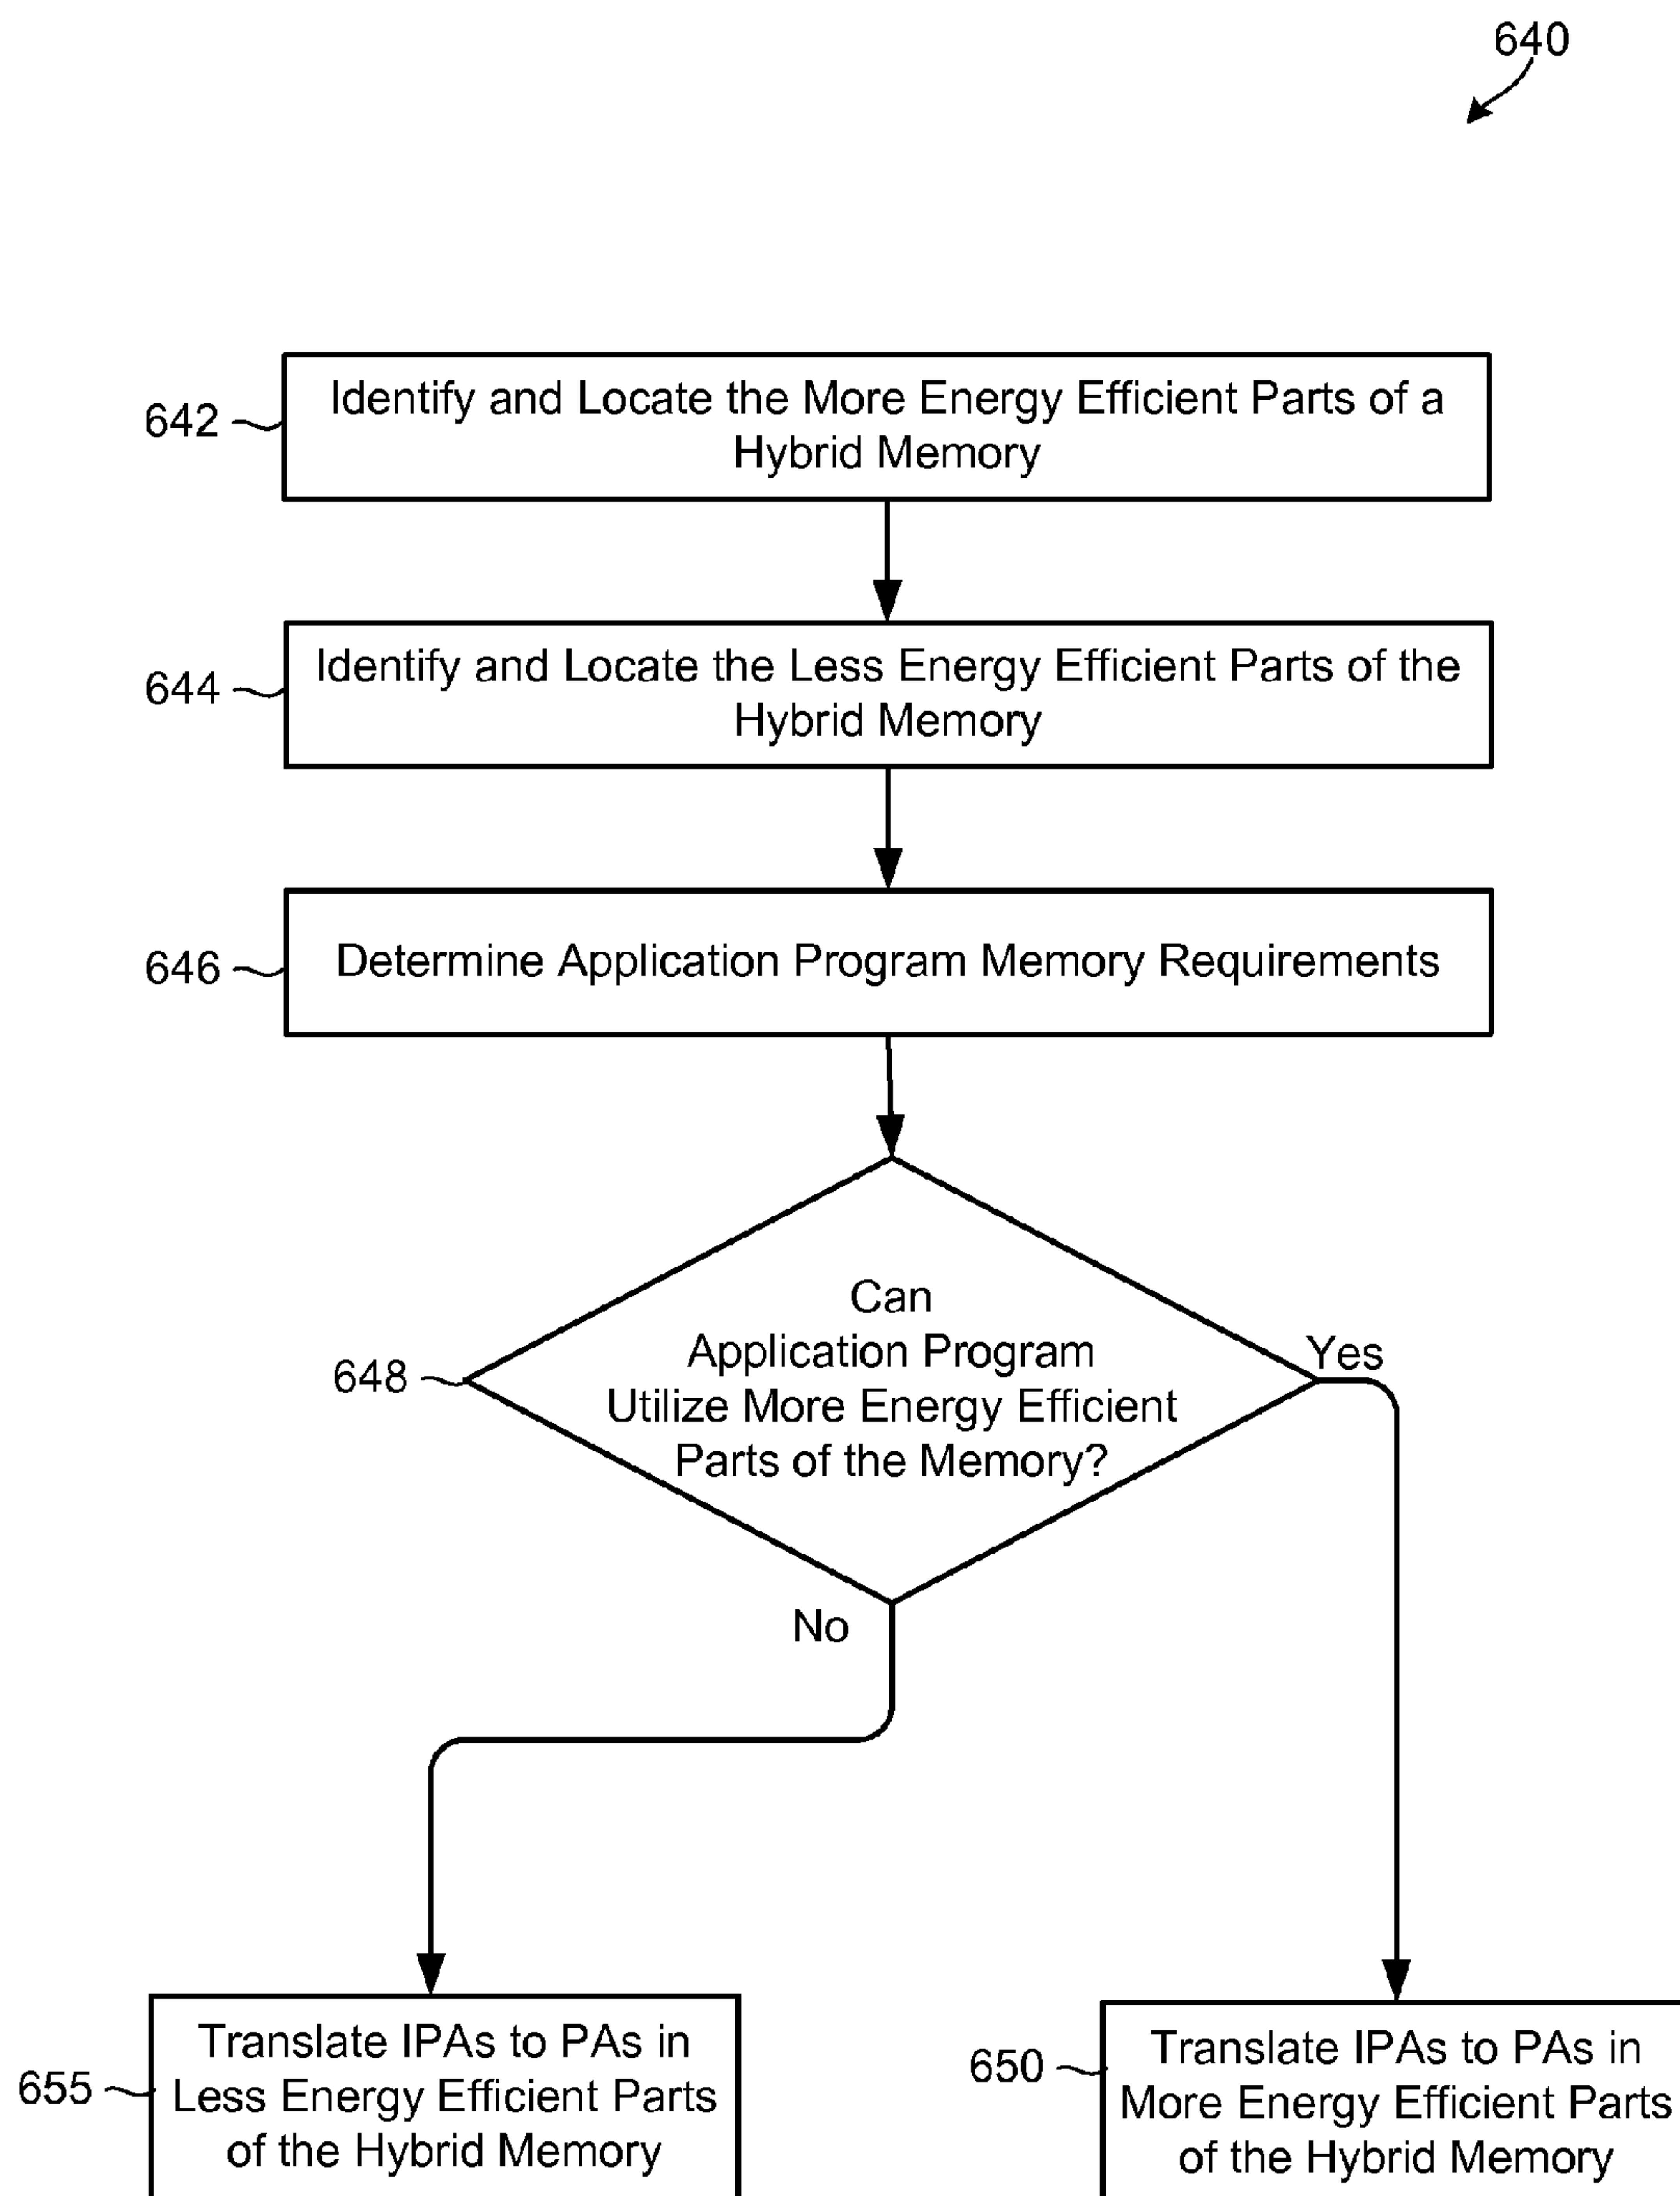 640
642
Identify and Locate the More Energy Efficient Parts of a
Hybrid Memory
644
Identify and Locate the Less Energy Efficient Parts of the
Hybrid Memory
646
Determine Application Program Memory Requirements
648
Can
Application Program
Utilize More Energy Efficient
Parts of the Memory?
Yes
No
655
Translate IPAs to PAs in
Less Energy Efficient Parts
of the Hybrid Memory
650
Translate IPAs to PAs in
More Energy Efficient Parts
of the Hybrid Memory